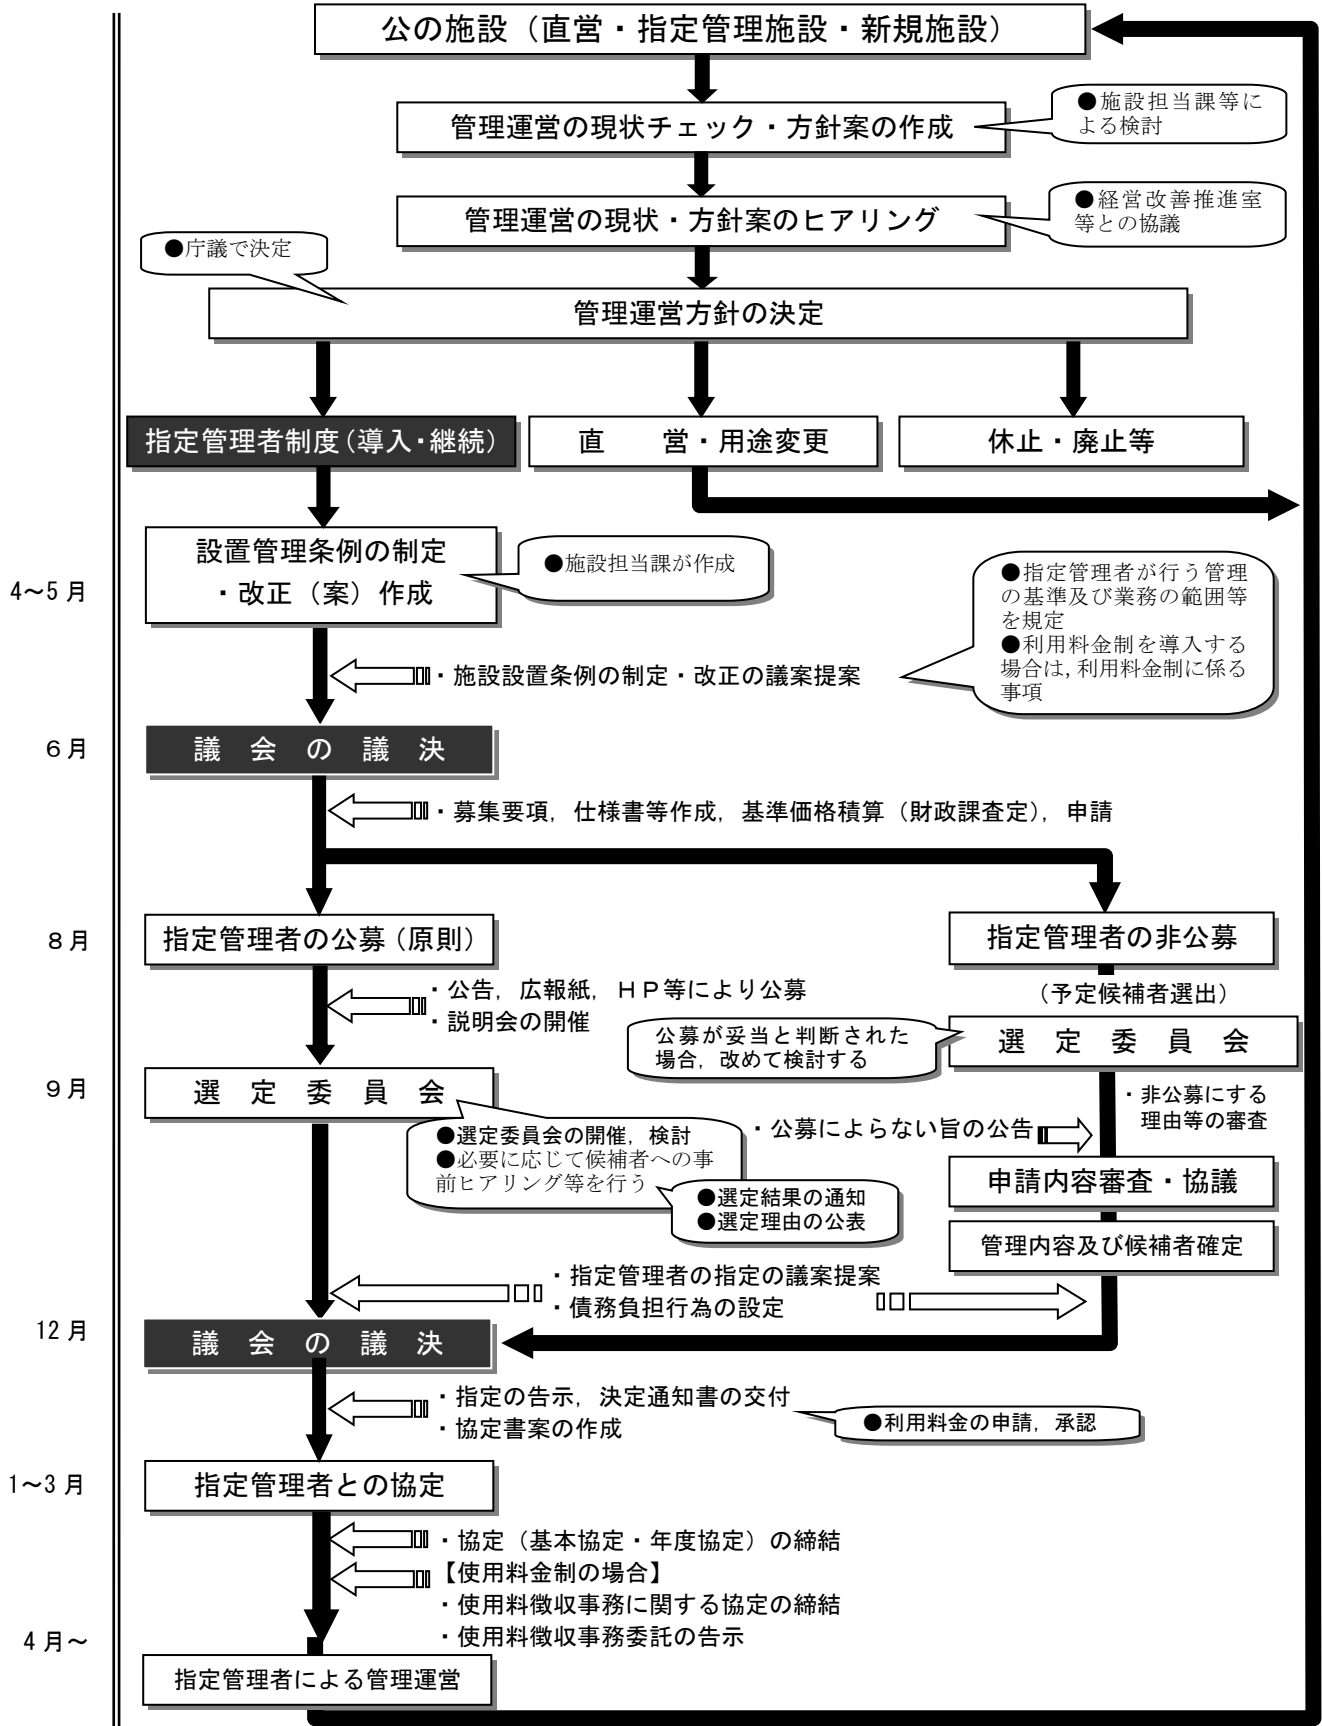 公の施設（直営・指定管理施設・新規施設）
管理運営の現状チェック・方針案の作成
●施設担当課等に
よる検討
管理運営の現状・方針案のヒアリング
●経営改善推進室
等との協議
●庁議で決定
管理運営方針の決定
指定管理者制度（導入・継続）
直　　営・用途変更
休止・廃止等
4～5月
設置管理条例の制定
・改正（案）作成
●施設担当課が作成
●指定管理者が行う管理
の基準及び業務の範囲等
を規定
●利用料金制を導入する
場合は，利用料金制に係る
事項
・施設設置条例の制定・改正の議案提案
６月
議　会　の　議　決
・募集要項，仕様書等作成，基準価格積算（財政課査定），申請
８月
指定管理者の公募（原則）
指定管理者の非公募
・公告，広報紙，ＨＰ等により公募
・説明会の開催
（予定候補者選出）
公募が妥当と判断された
場合，改めて検討する
選　定　委　員　会
９月
選　定　委　員　会
・非公募にする
理由等の審査
●選定委員会の開催，検討
●必要に応じて候補者への事
前ヒアリング等を行う
・公募によらない旨の公告
●選定結果の通知
●選定理由の公表
申請内容審査・協議
管理内容及び候補者確定
・指定管理者の指定の議案提案
・債務負担行為の設定
12月
議　会　の　議　決
・指定の告示，決定通知書の交付
・協定書案の作成
●利用料金の申請，承認
1～3月
指定管理者との協定
・協定（基本協定・年度協定）の締結
【使用料金制の場合】
・使用料徴収事務に関する協定の締結
・使用料徴収事務委託の告示
4月～
指定管理者による管理運営